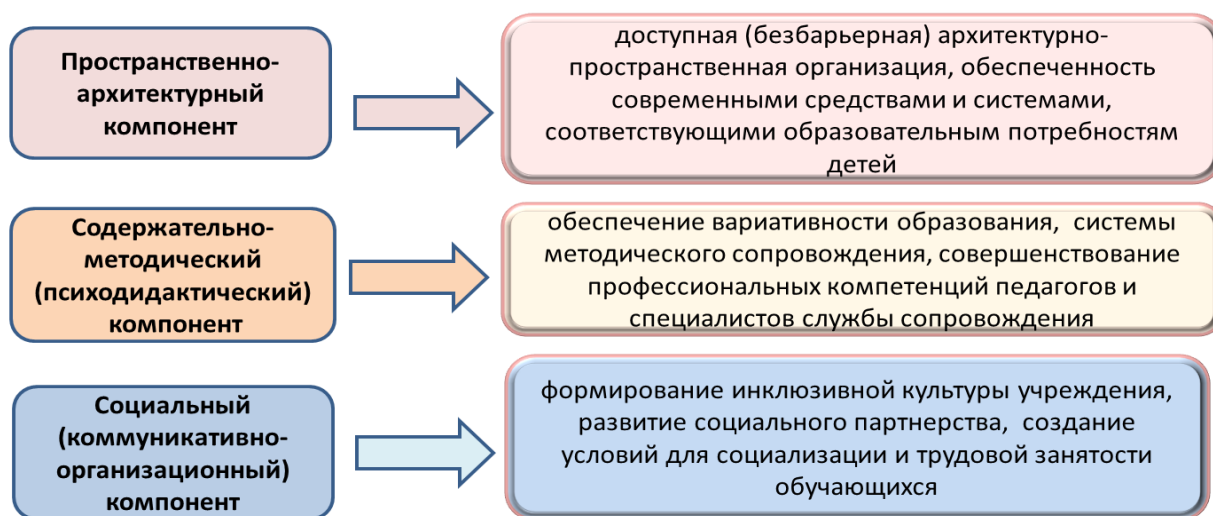 Пространственно-
архитектурный
компонент
доступная (безбарьерная) архитектурно-
пространственная организация, обеспеченность
современными средствами и системами,
соответствующими образовательным потребностям
детей
Содержательно-
методический
(психодидактический)
компонент
обеспечение вариативности образования, системы
методического сопровождения, совершенствование
профессиональных компетенций педагогов и
специалистов службы сопровождения
Социальный
(коммуникативно-
организационный)
компонент
формирование инклюзивной культуры учреждения,
развитие социального партнерства, создание
условий для социализации и трудовой занятости
обучающихся